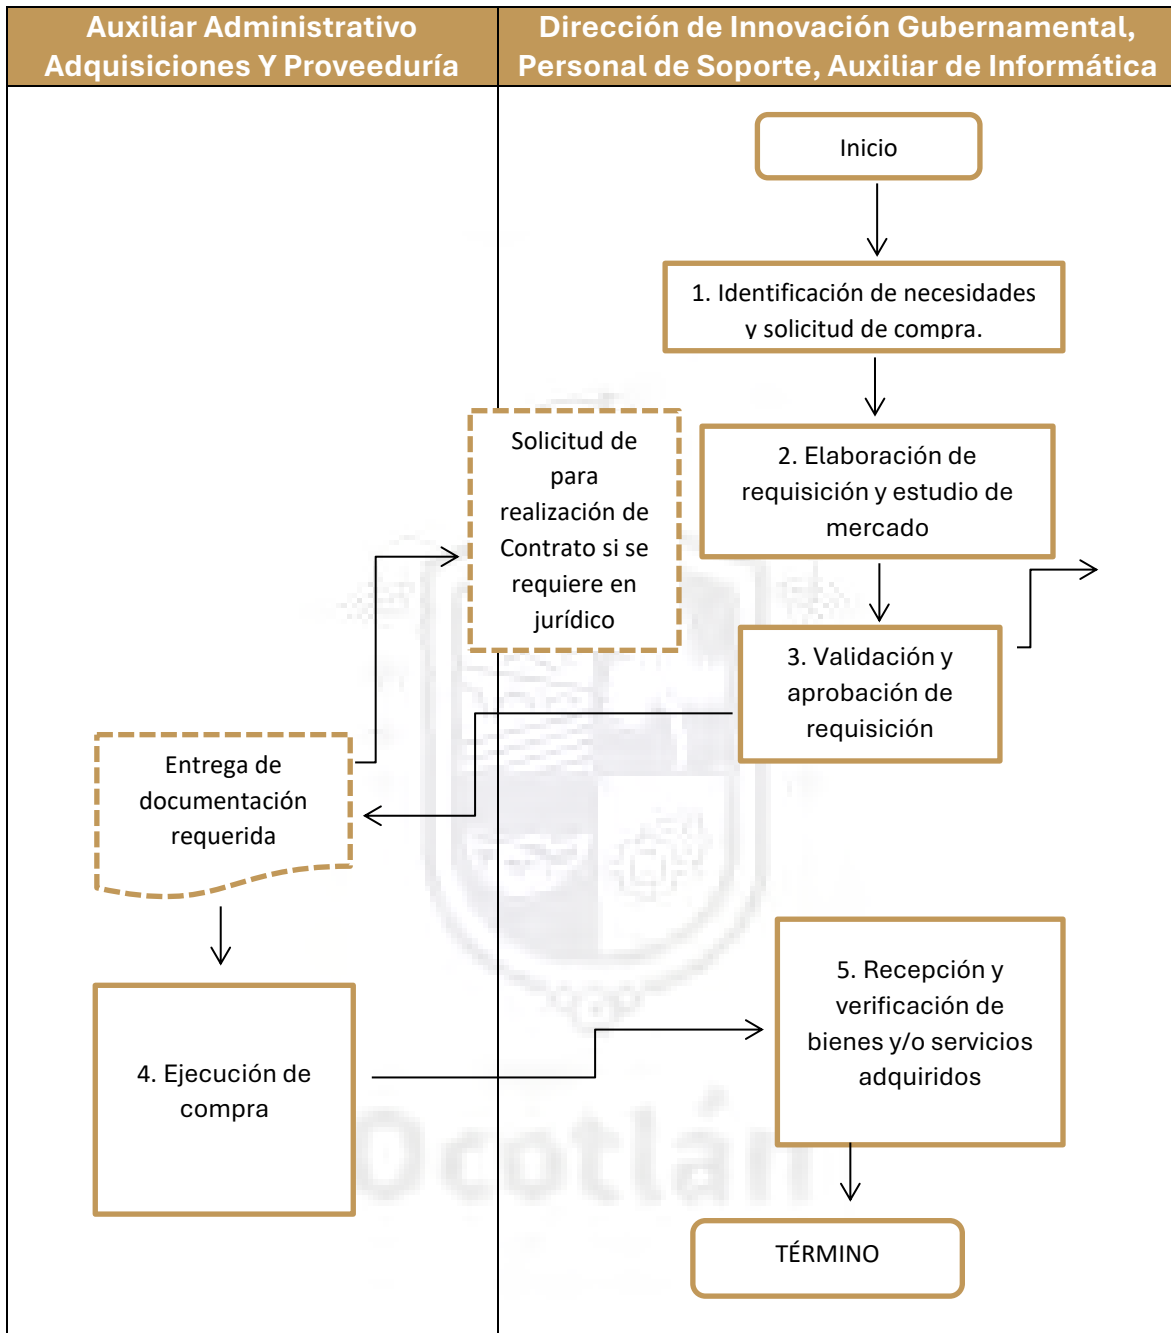 Auxiliar Administrativo
Adquisiciones Y Proveeduría
Dirección de Innovación Gubernamental,
Personal de Soporte, Auxiliar de Informática
Inicio
1. Identificación de necesidades
y solicitud de compra.
Solicitud de
para
realización de
Contrato si se
requiere en
jurídico
2. Elaboración de
requisición y estudio de
mercado
3. Validación y
aprobación de
requisición
Entrega de
documentación
requerida
4. Ejecución de
compra
5. Recepción y
verificación de
bienes y/o servicios
adquiridos
Ocotlán
TÉRMINO